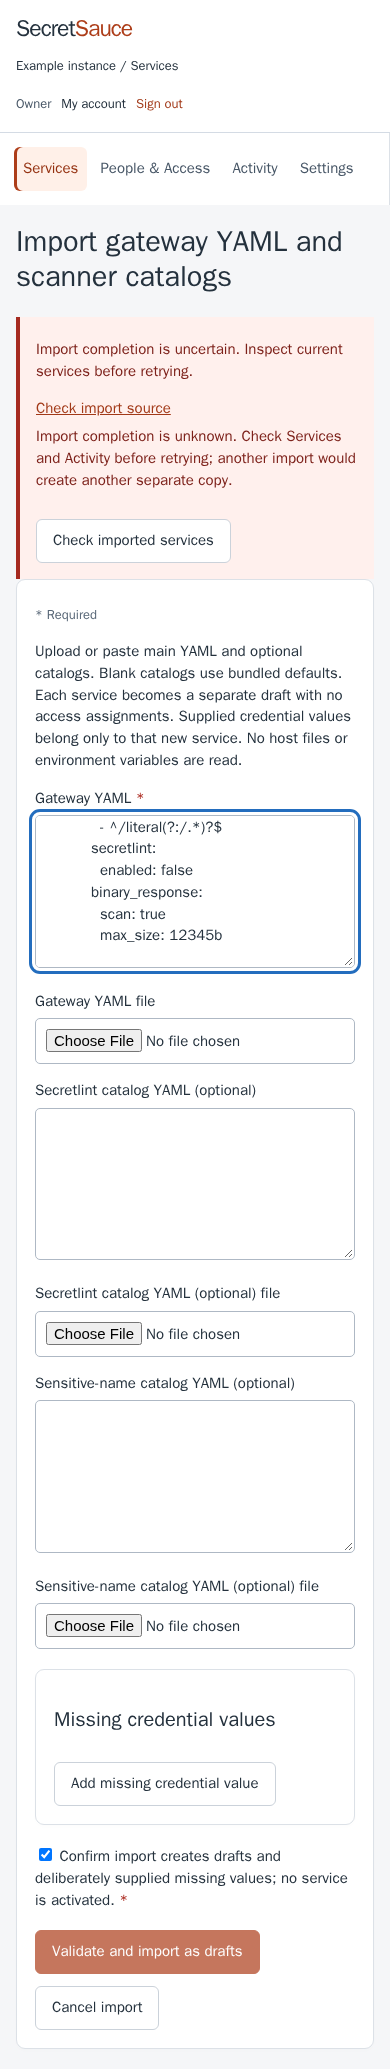 SecretSauce
Example instance / Services
Owner My account Sign out
Services People & Access Activity Settings
Import gateway YAML and
scanner catalogs
Import completion is uncertain. Inspect current
services before retrying.
Check import source
Import completion is unknown. Check Services
and Activity before retrying; another import would
create another separate copy.
Check imported services
* Required
Upload or paste main YAML and optional
catalogs. Blank catalogs use bundled defaults.
Each service becomes a separate draft with no
access assignments. Supplied credential values
belong only to that new service. No host files or
environment variables are read.
Gateway YAML *
- ^/literal(?:/.*)?$
secretlint:
enabled: false
binary_response:
scan: true
max_size: 12345b
Gateway YAML file
Choose File No file chosen
Secretlint catalog YAML (optional)
Secretlint catalog YAML (optional) file
Choose File No file chosen
Sensitive-name catalog YAML (optional)
Sensitive-name catalog YAML (optional) file
Choose File No file chosen
Missing credential values
Add missing credential value
Confirm import creates drafts and
deliberately supplied missing values; no service
is activated. *
Validate and import as drafts
Cancel import